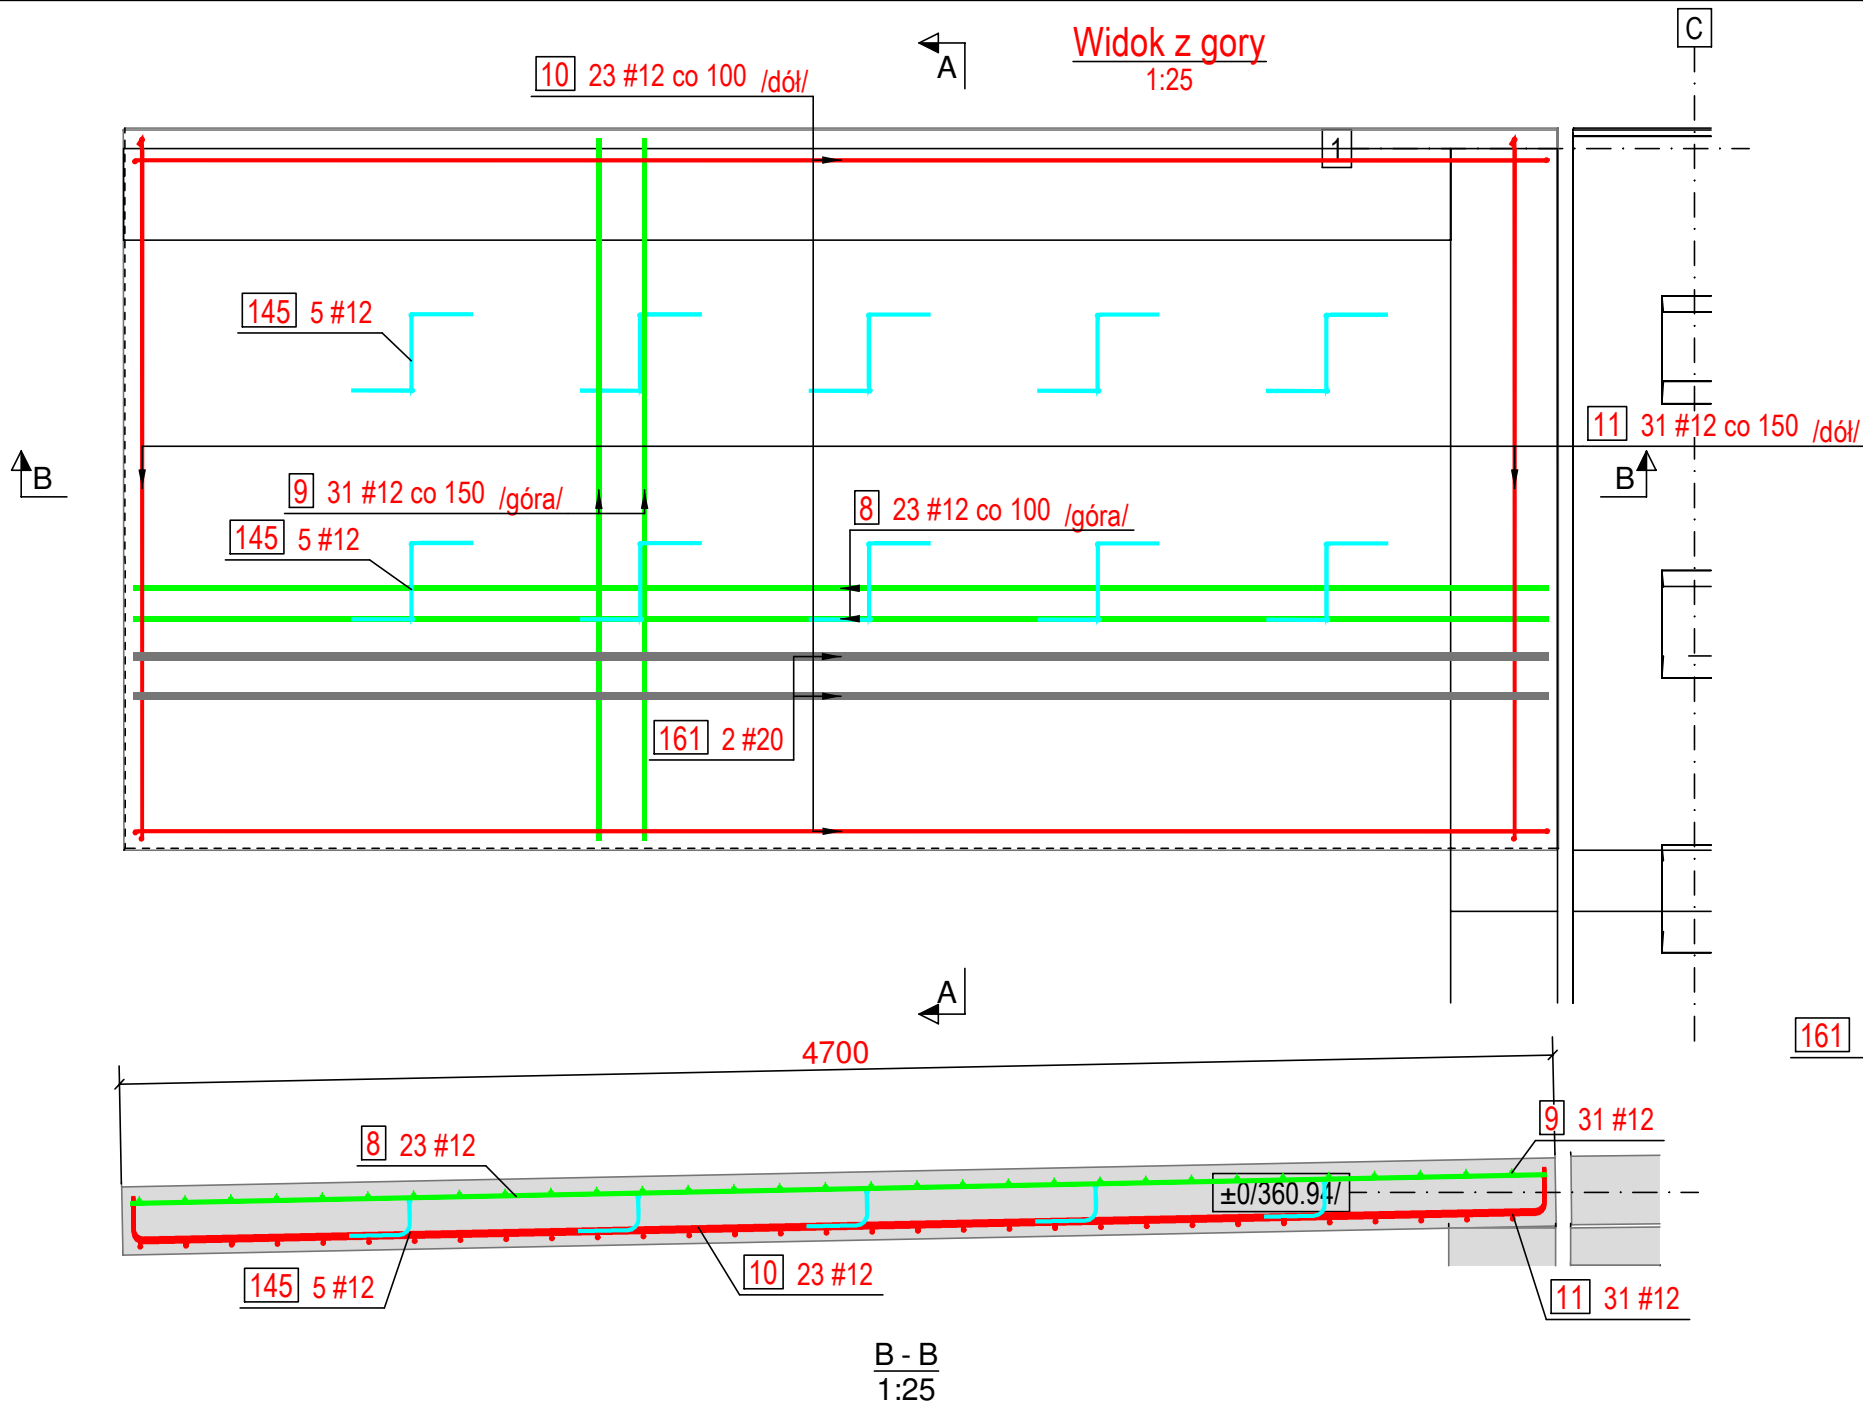 Widok z gory
1:25
C
A
10 23 #12 co 100 /dół/
1
145 5 #12
11 31 #12 co 150 /dół/
B
B
9 31 #12 co 150 /góra/
8 23 #12 co 100 /góra/
145 5 #12
161 2 #20
A
161
4700
9 31 #12
8 23 #12
±0/360.94/
145 5 #12
10 23 #12
11 31 #12
B - B
1:25